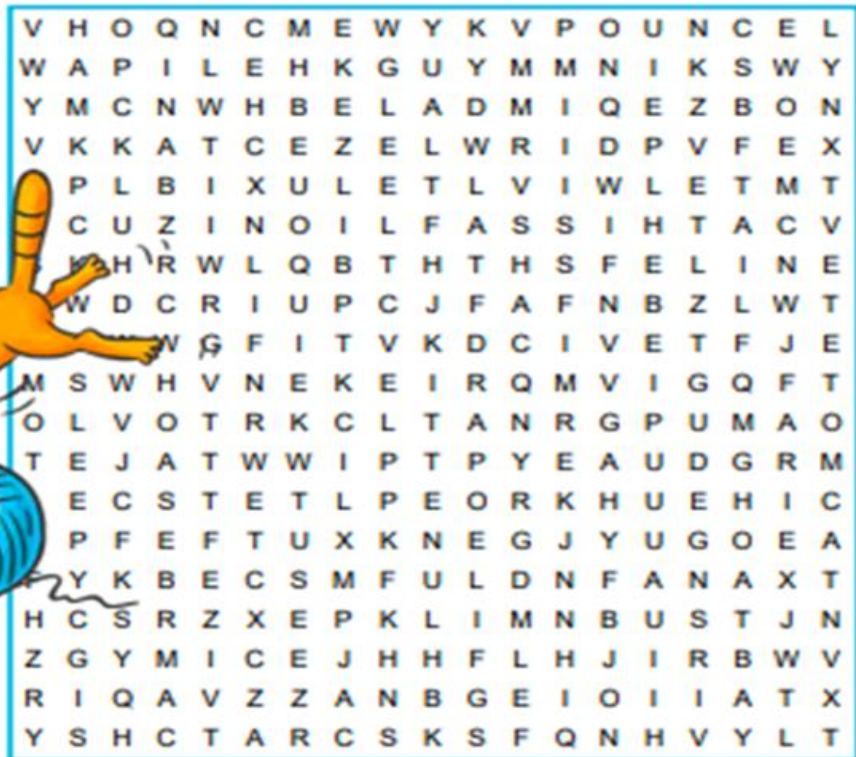 V H O Q N C M E W Y K V P O U N C E L
W A P I L E H K G U Y M M N I K S W Y
Y M C N W H B E L A D M I Q E Z B O N
V K K A T C E Z E L W R I D P V F E X
P L B I X U L E T L V I W L E T M T
C U Z I N O I L F A S S I H T A C V
H R W L Q B T H T H S F E L I N E
W D C R I U P C J F A F N B Z L W T
W G F I T V K D C I V E T F J E
M S W H V N E K E I R Q M V I G Q F T
O L V O T R K C L T A N R G P U M A O
T E J A T W W I P T P Y E A U D G R M
E C S T E T L P E O R K H U E H I C
P F E F T U X K N E G J Y U G O E A
Y K B E C S M F U L D N F A N A X T
H C S R Z X E P K L I M N B U S T J N
Z G Y M I C E J H H F L H J I R B W V
R I Q A V Z Z A N B G E I O I I A T X
Y S H C T A R C S K S F Q N H V Y L T